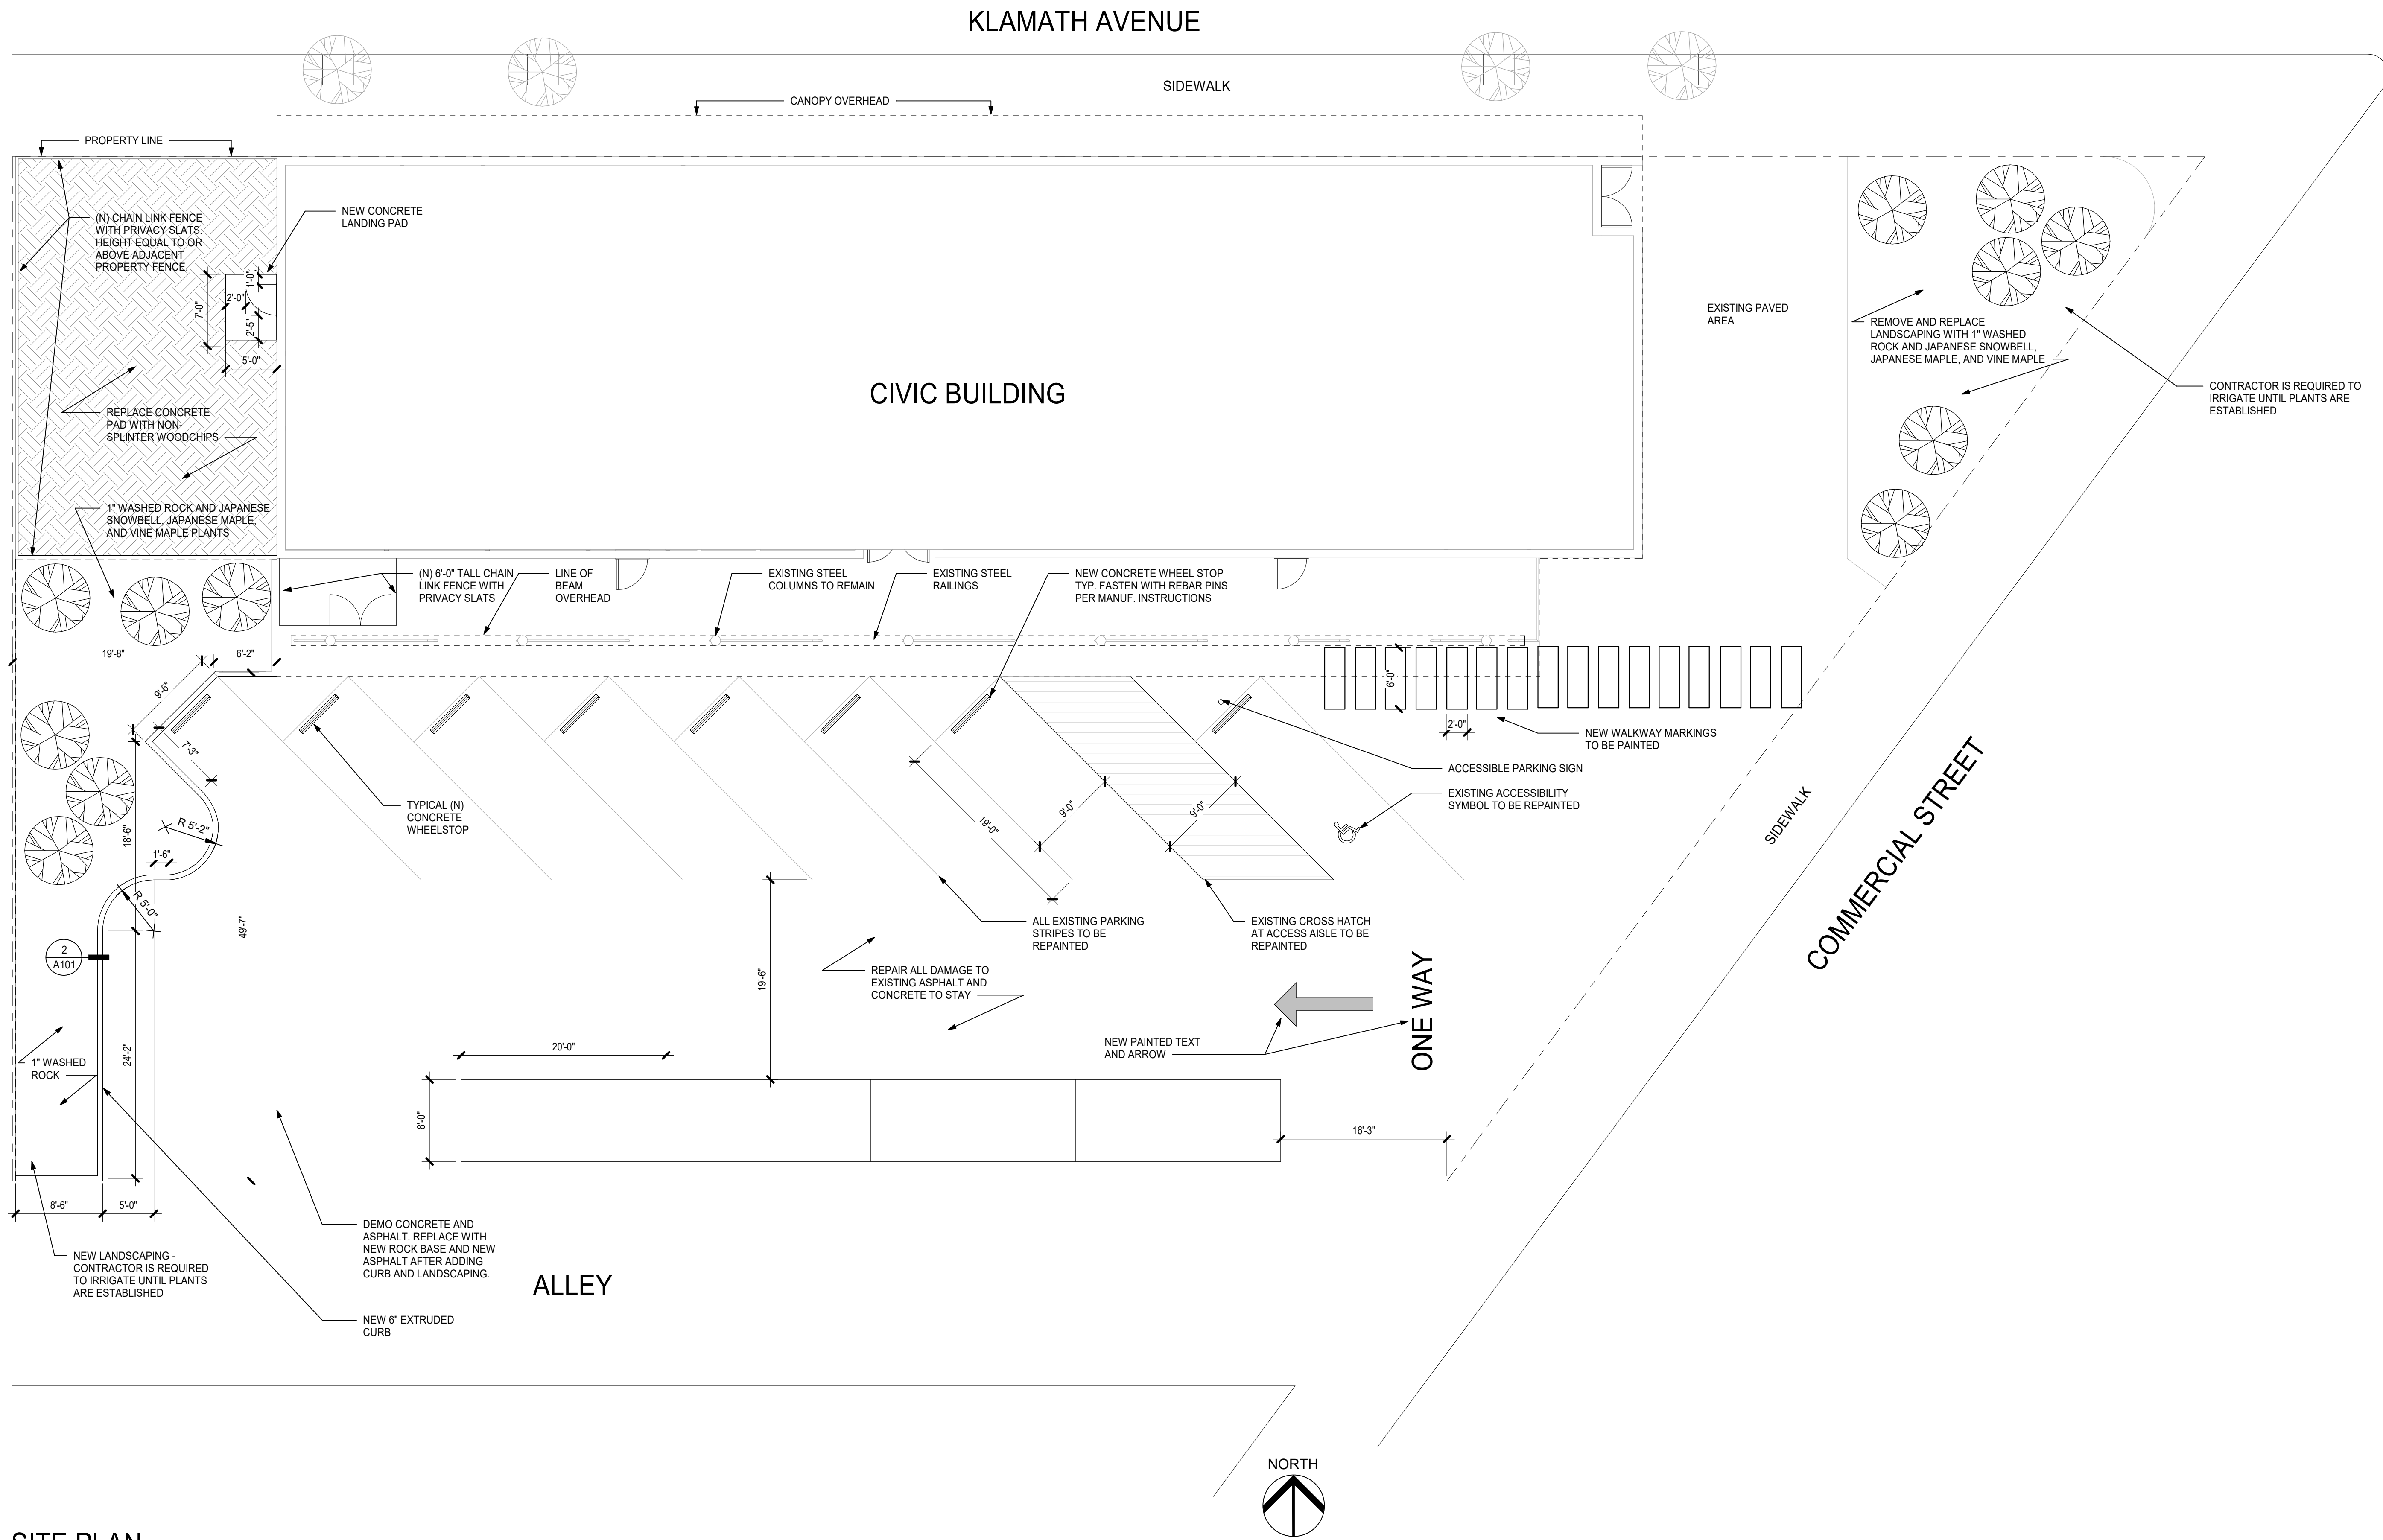 KLAMATH AVENUE
SIDEWALK
CANOPY OVERHEAD
PROPERTY LINE
(N) CHAIN LINK FENCE
WITH PRIVACY SLATS.
HEIGHT EQUAL TO OR
ABOVE ADJACENT
PROPERTY FENCE.
NEW CONCRETE
LANDING PAD
1'-0"
2'-0"
7'-0"
2'-5"
5'-0"
EXISTING PAVED
AREA
REMOVE AND REPLACE
LANDSCAPING WITH 1" WASHED
ROCK AND JAPANESE SNOWBELL,
JAPANESE MAPLE, AND VINE MAPLE
CIVIC BUILDING
CONTRACTOR IS REQUIRED TO
IRRIGATE UNTIL PLANTS ARE
ESTABLISHED
REPLACE CONCRETE
PAD WITH NON-
SPLINTER WOODCHIPS
1" WASHED ROCK AND JAPANESE
SNOWBELL, JAPANESE MAPLE,
AND VINE MAPLE PLANTS
(N) 6'-0" TALL CHAIN
LINK FENCE WITH
PRIVACY SLATS
LINE OF
BEAM
OVERHEAD
EXISTING STEEL
COLUMNS TO REMAIN
EXISTING STEEL
RAILINGS
NEW CONCRETE WHEEL STOP
TYP. FASTEN WITH REBAR PINS
PER MANUF. INSTRUCTIONS
19'-8"
6'-2"
9'-6"
7'-3"
6'-0"
2'-0"
NEW WALKWAY MARKINGS
TO BE PAINTED
ACCESSIBLE PARKING SIGN
EXISTING ACCESSIBILITY
SYMBOL TO BE REPAINTED
TYPICAL (N)
CONCRETE
WHEELSTOP
18'-6"
R 5'-2"
1'-6"
R 5'-0"
19'-0"
9'-0"
9'-0"
SIDEWALK
COMMERCIAL STREET
49'-7"
2
A101
ALL EXISTING PARKING
STRIPES TO BE
REPAINTED
EXISTING CROSS HATCH
AT ACCESS AISLE TO BE
REPAINTED
REPAIR ALL DAMAGE TO
EXISTING ASPHALT AND
CONCRETE TO STAY
19'-6"
ONE WAY
NEW PAINTED TEXT
AND ARROW
1" WASHED
ROCK
24'-2"
20'-0"
8'-0"
16'-3"
8'-6"
5'-0"
DEMO CONCRETE AND
ASPHALT. REPLACE WITH
NEW ROCK BASE AND NEW
ASPHALT AFTER ADDING
CURB AND LANDSCAPING.
NEW LANDSCAPING -
CONTRACTOR IS REQUIRED
TO IRRIGATE UNTIL PLANTS
ARE ESTABLISHED
ALLEY
NEW 6" EXTRUDED
CURB
NORTH
SITE PLAN